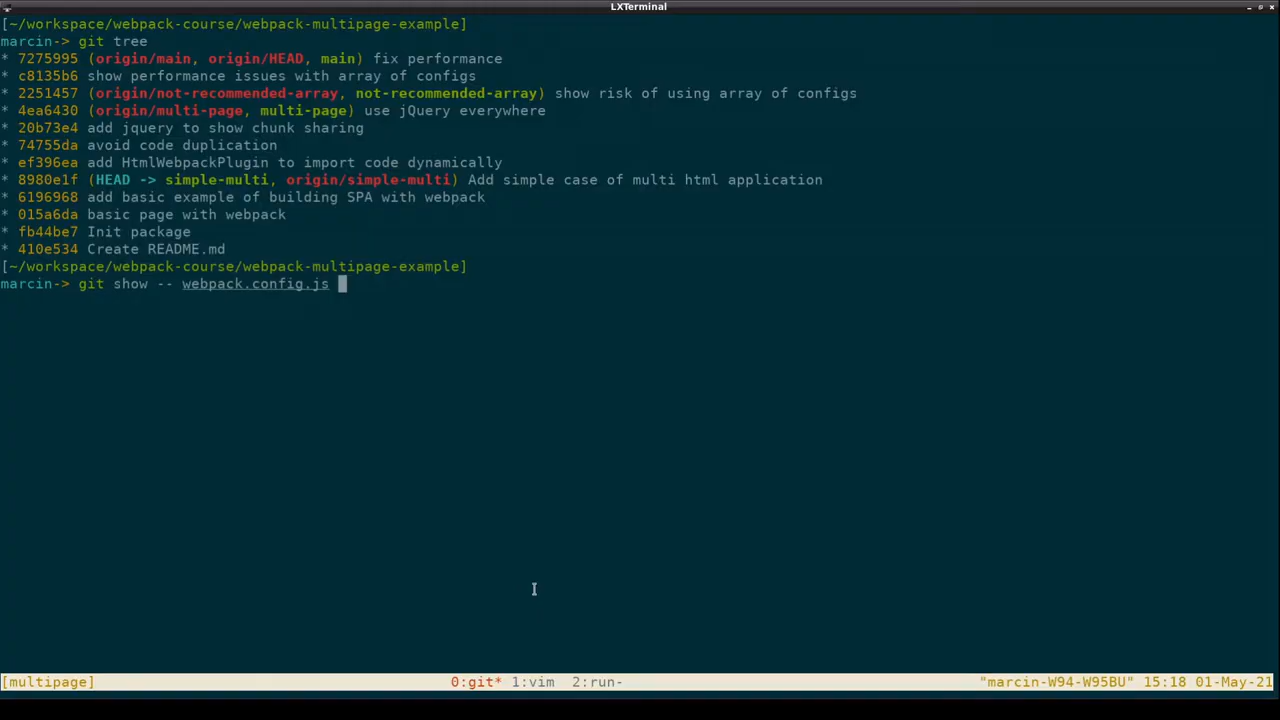 LXTerminal
[~/workspace/webpack-course/webpack-multipage-example]
marcin-> git tree
* 7275995 (origin/main, origin/HEAD, main) fix performance
* c8135b6 show performance issues with array of configs
* 2251457 (origin/not-recommended-array, not-recommended-array) show risk of using array of configs
* 4ea6430 (origin/multi-page, multi-page) use jQuery everywhere
* 20b73e4 add jquery to show chunk sharing
* 74755da avoid code duplication
* ef396ea add HtmlWebpackPlugin to import code dynamically
* 8980e1f (HEAD -> simple-multi, origin/simple-multi) Add simple case of multi html application
* 6196968 add basic example of building SPA with webpack
* 015a6da basic page with webpack
* fb44be7 Init package
* 410e534 Create README.md
[~/workspace/webpack-course/webpack-multipage-example]
marcin-> git show -- webpack.config.js
[multipage] 0:git* 1:vim 2:run- "marcin-W94-W95BU" 15:18 01-May-21